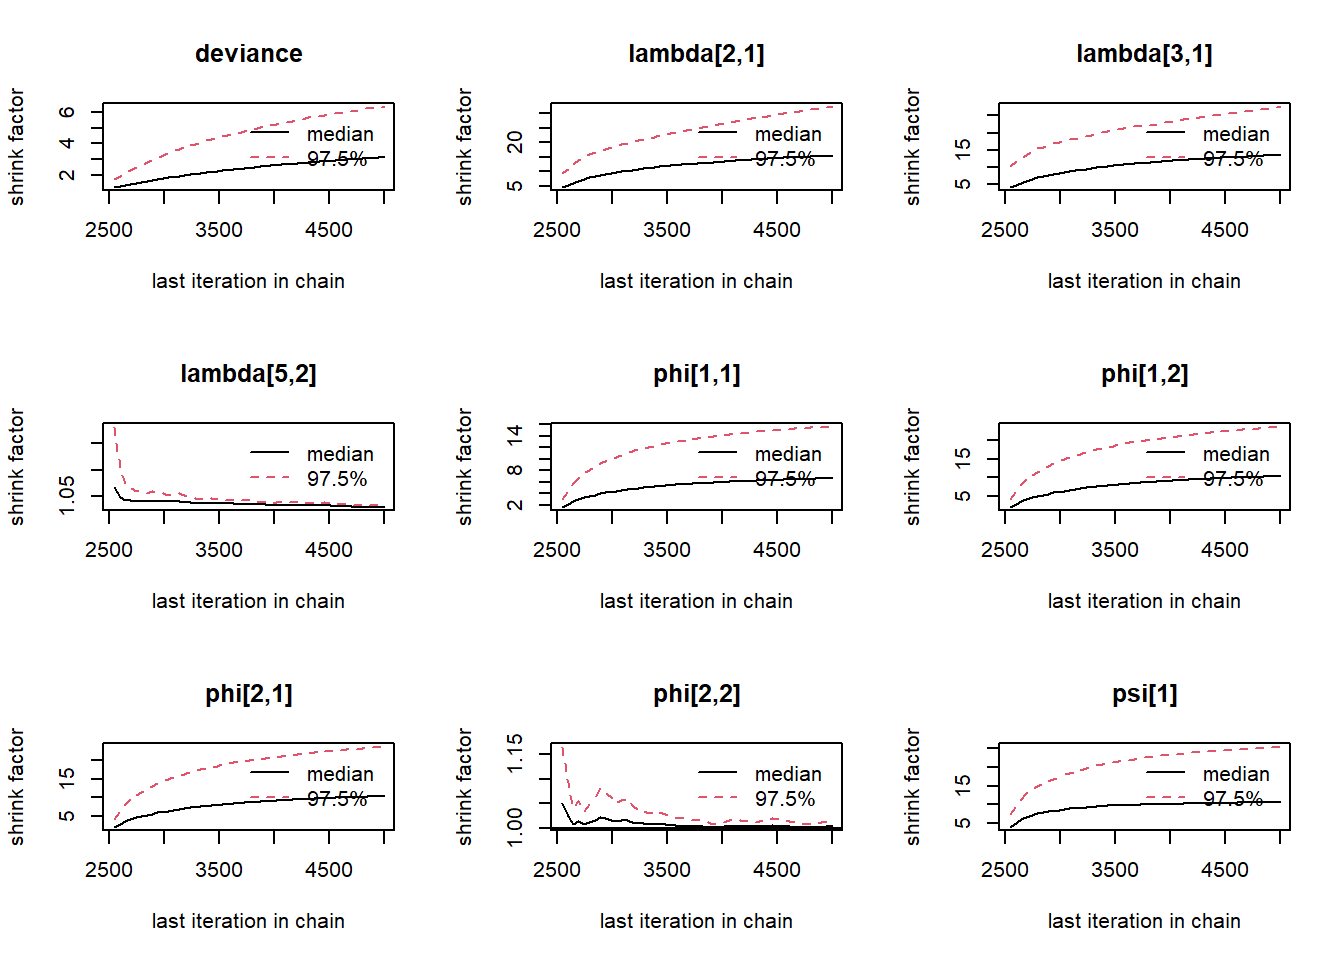 deviance
shrink factor
6
4
2
median
97.5%
2500 3500 4500
last iteration in chain
lambda[2,1]
shrink factor
20
5
median
97.5%
2500 3500 4500
last iteration in chain
lambda[3,1]
shrink factor
15
5
median
97.5%
2500 3500 4500
last iteration in chain
lambda[5,2]
shrink factor
1.05
median
97.5%
2500 3500 4500
last iteration in chain
phi[1,1]
shrink factor
14
8
2
median
97.5%
2500 3500 4500
last iteration in chain
phi[1,2]
shrink factor
15
5
median
97.5%
2500 3500 4500
last iteration in chain
phi[2,1]
shrink factor
15
5
median
97.5%
2500 3500 4500
last iteration in chain
phi[2,2]
shrink factor
1.15
1.00
median
97.5%
2500 3500 4500
last iteration in chain
psi[1]
shrink factor
15
5
median
97.5%
2500 3500 4500
last iteration in chain